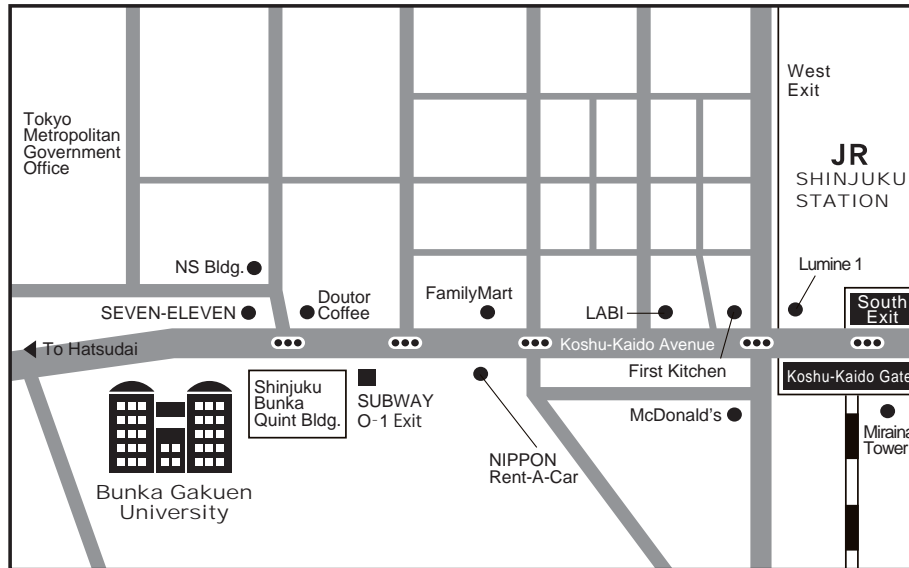 West
Exit
Tokyo
Metropolitan
Government
Office
JR
SHINJUKU
STATION
NS Bldg.
Lumine 1
SEVEN-ELEVEN
Doutor
Coffee
FamilyMart
LABI
South
Exit
To Hatsudai
Koshu-Kaido Avenue
First Kitchen
Koshu-Kaido Gate
Shinjuku
Bunka
Quint Bldg.
SUBWAY
O-1 Exit
McDonald's
Miraina
Tower
NIPPON
Rent-A-Car
Bunka Gakuen
University